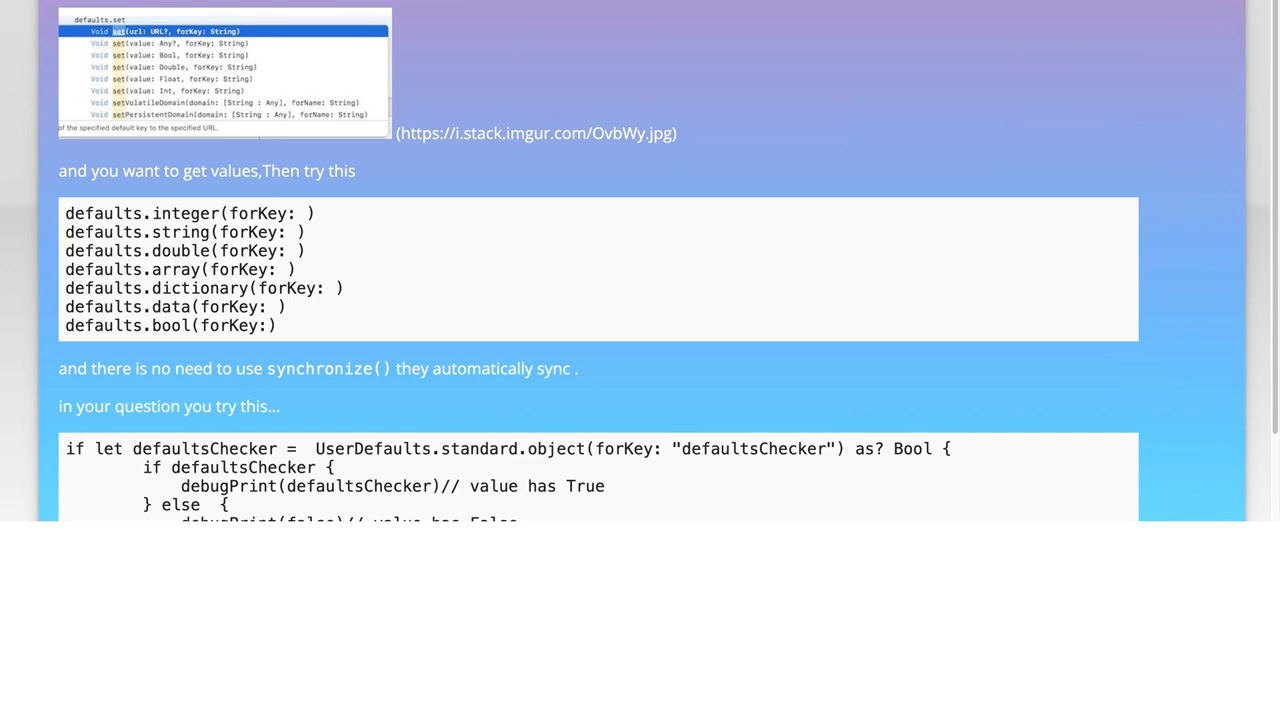 defaults.set
Void set(url: URL?, forKey: String)
Void set(value: Any?, forKey: String)
Void set(value: Bool, forKey: String)
Void set(value: Double, forKey: String)
Void set(value: Float, forKey: String)
Void set(value: Int, forKey: String)
Void setVolatileDomain(domain: [String : Any], forName: String)
Void setPersistentDomain(domain: [String : Any], forName: String)
of the specified default key to the specified URL.
(https://i.stack.imgur.com/OvbWy.jpg)
and you want to get values,Then try this
defaults.integer(forKey: )
defaults.string(forKey: )
defaults.double(forKey: )
defaults.array(forKey: )
defaults.dictionary(forKey: )
defaults.data(forKey: )
defaults.bool(forKey:)
and there is no need to use synchronize() they automatically sync .
in your question you try this...
if let defaultsChecker =  UserDefaults.standard.object(forKey: "defaultsChecker") as? Bool {
        if defaultsChecker {
            debugPrint(defaultsChecker)// value has True
        } else  {
            debugPrint(false)// value has False